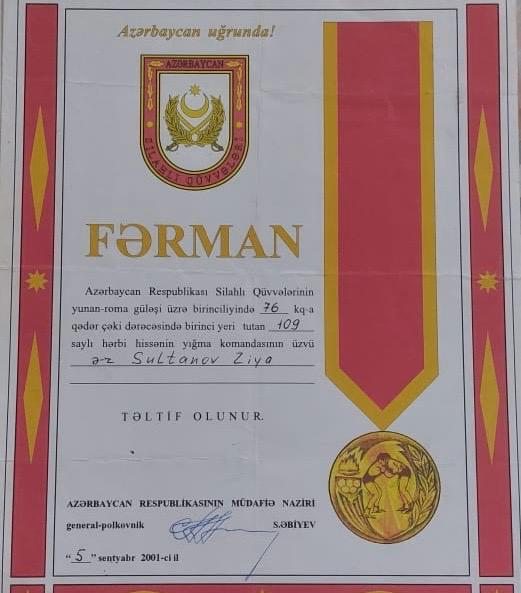 Azərbaycan uğrunda!
AZƏRBAYCAN
SİLAHLI QÜVVƏLƏRİ
FƏRMAN
Azərbaycan Respublikası Silahlı Qüvvələrinin
yunan-roma güləşi üzrə birinciliyində 76 kq-a
qədər çəki dərəcəsində birinci yeri tutan 109
saylı hərbi hissənin yığma komandasının üzvü
ə-r Sultanov Ziya
TƏLTİF OLUNUR.
AZƏRBAYCAN RESPUBLİKASININ MÜDAFİƏ NAZİRİ
general-polkovnik S.ƏBİYEV
"5" sentyabr 2001-ci il